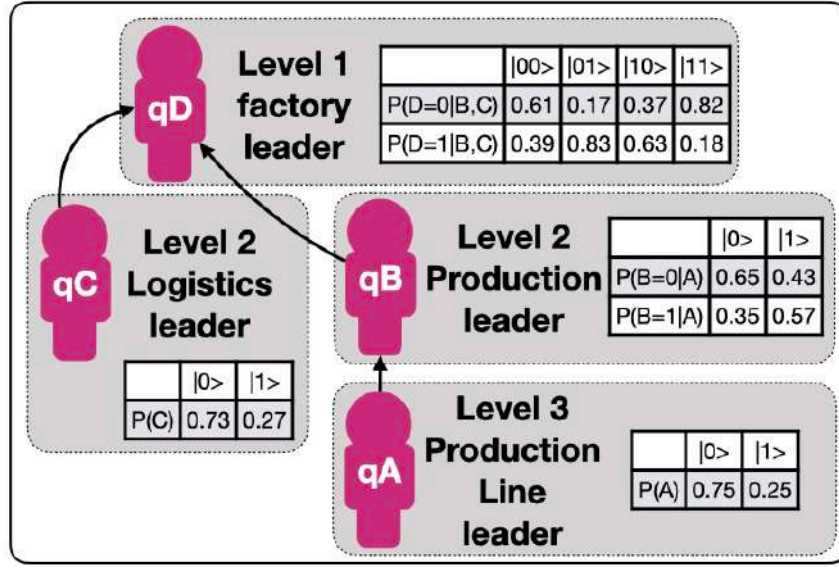 qD
Level 1
factory
leader
|00> |01> |10> |11>
P(D=0|B,C) 0.61 0.17 0.37 0.82
P(D=1|B,C) 0.39 0.83 0.63 0.18
qC
Level 2
Logistics
leader
|0> |1>
P(C) 0.73 0.27
qB
Level 2
Production
leader
|0> |1>
P(B=0|A) 0.65 0.43
P(B=1|A) 0.35 0.57
qA
Level 3
Production
Line
leader
|0> |1>
P(A) 0.75 0.25